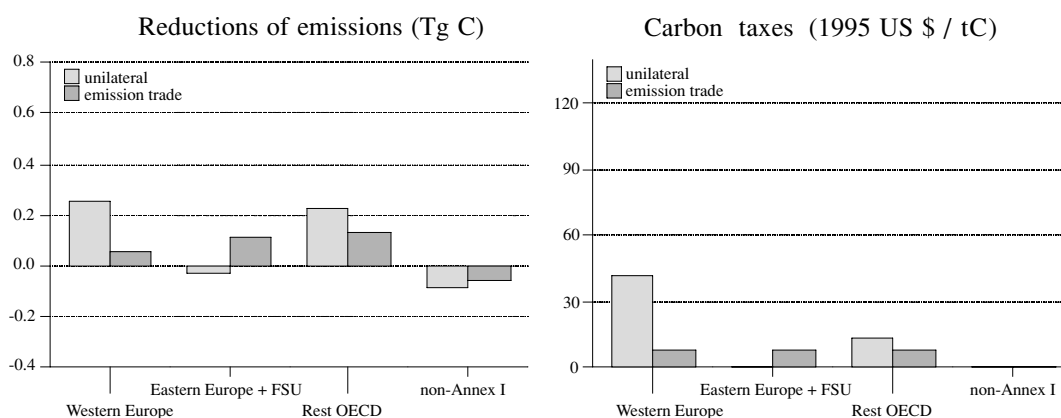 Reductions of emissions (Tg C)
0.8
unilateral
emission trade
0.6
0.4
0.2
0.0
-0.2
-0.4
Eastern Europe + FSU
non-Annex I
Western Europe
Rest OECD
Carbon taxes (1995 US $ / tC)
unilateral
emission trade
120
90
60
30
0
Eastern Europe + FSU
non-Annex I
Western Europe
Rest OECD